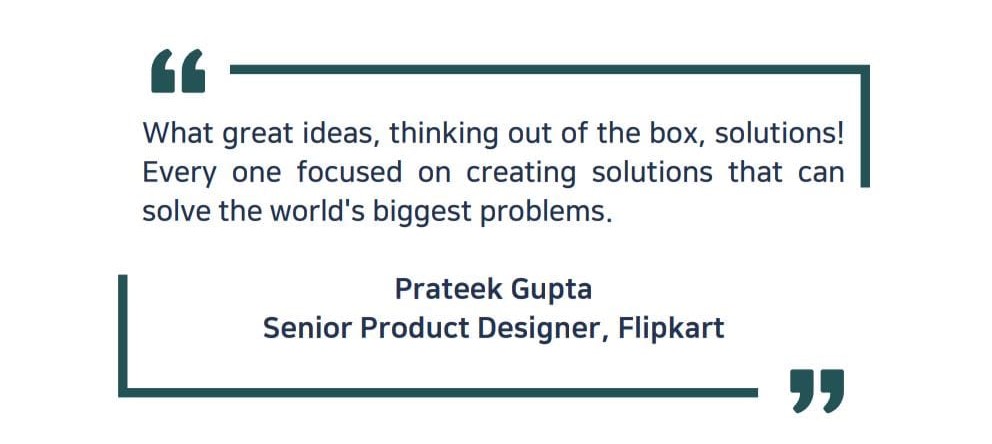 “
What great ideas, thinking out of the box, solutions!
Every one focused on creating solutions that can
solve the world's biggest problems.
Prateek Gupta
Senior Product Designer, Flipkart
”